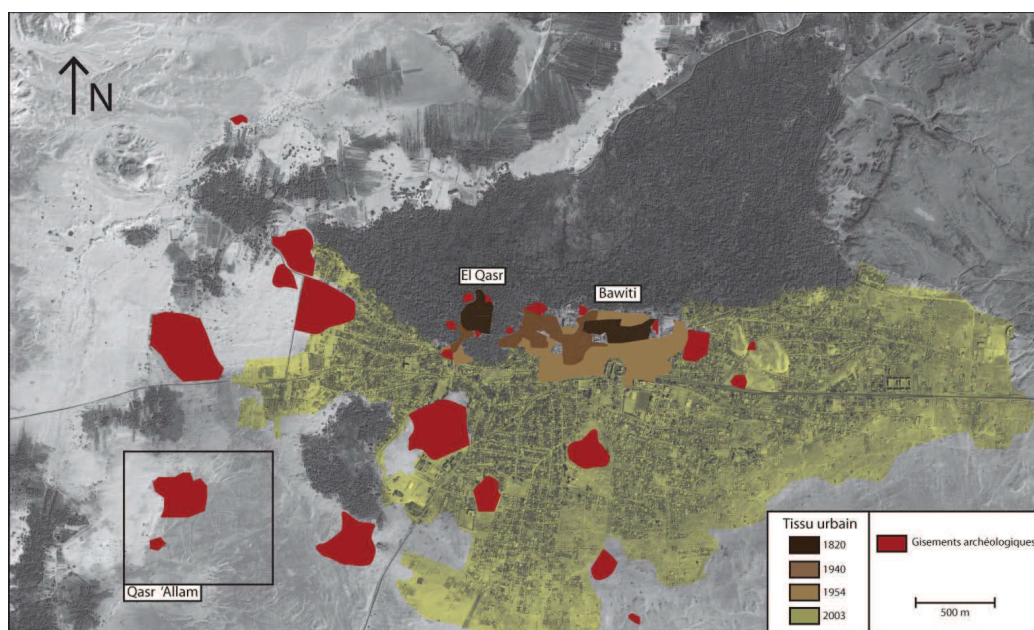 N
El Qasr
Bawiti
Qasr 'Allam
Tissu urbain
1820
1940
1954
2003
Gisements archéologiques
500 m